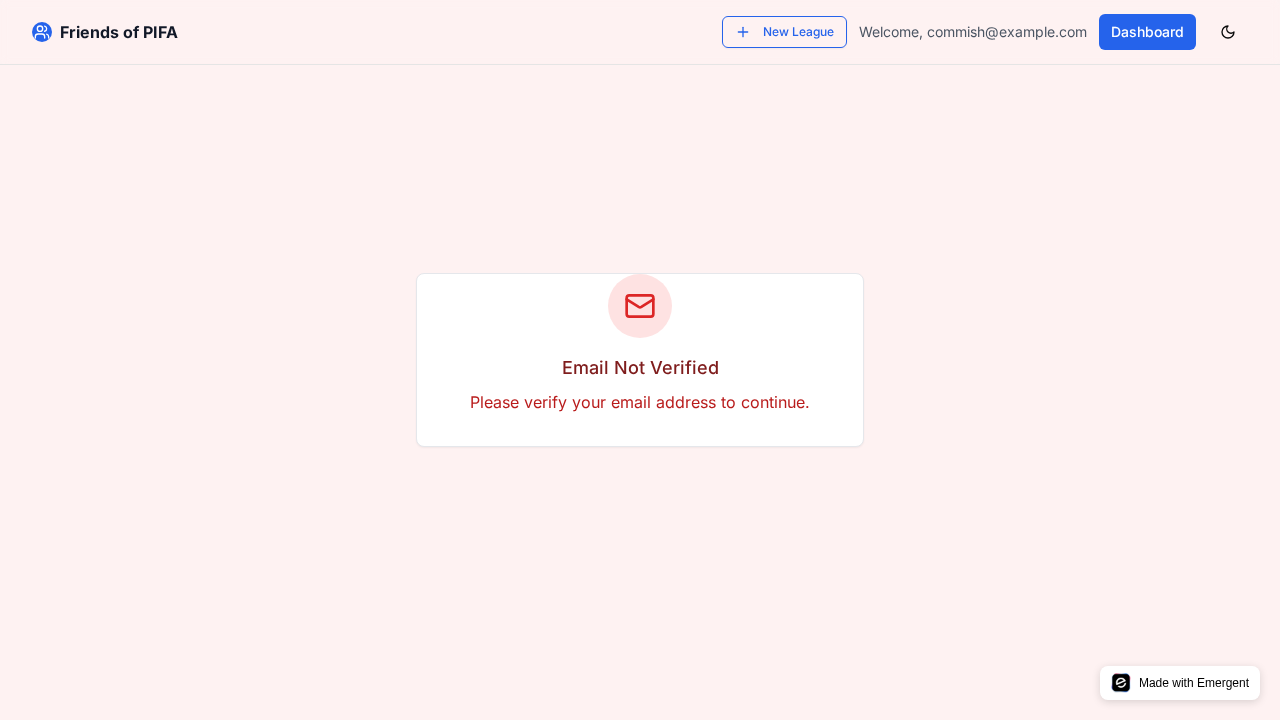 Friends of PIFA
New League
Welcome, commish@example.com
Dashboard
Email Not Verified
Please verify your email address to continue.
Made with Emergent